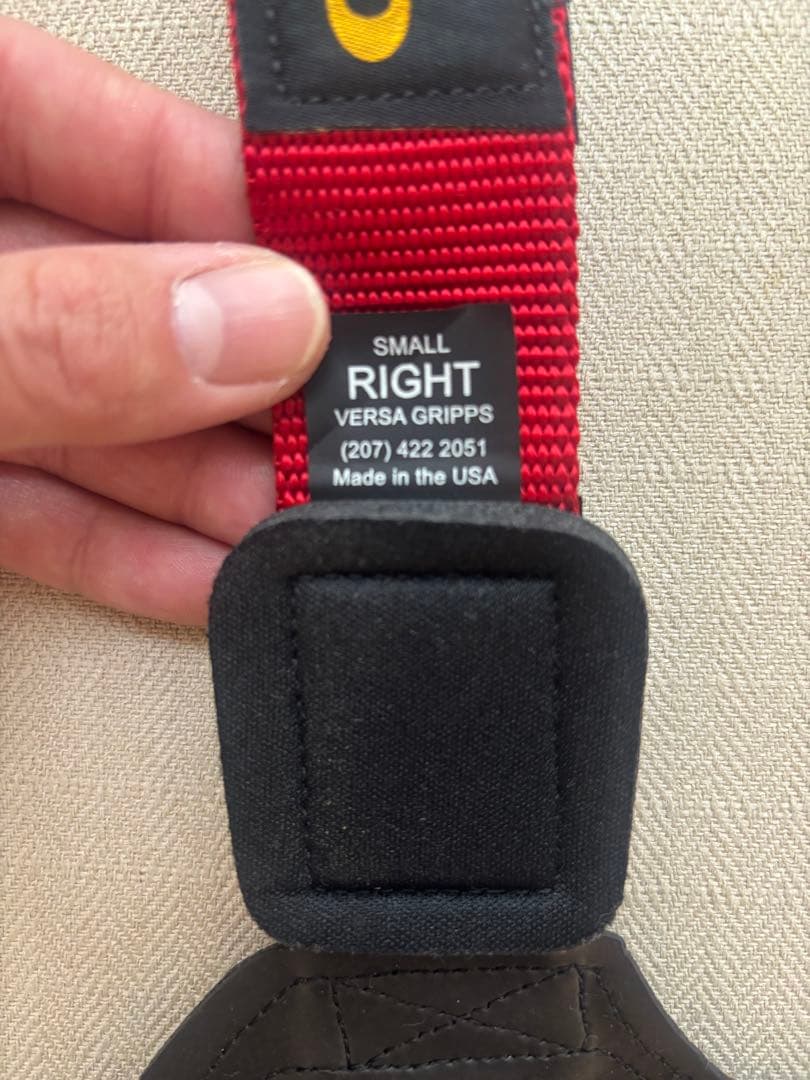 SMALL
RIGHT
VERSA GRIPPS
(207) 422 2051
Made in the USA